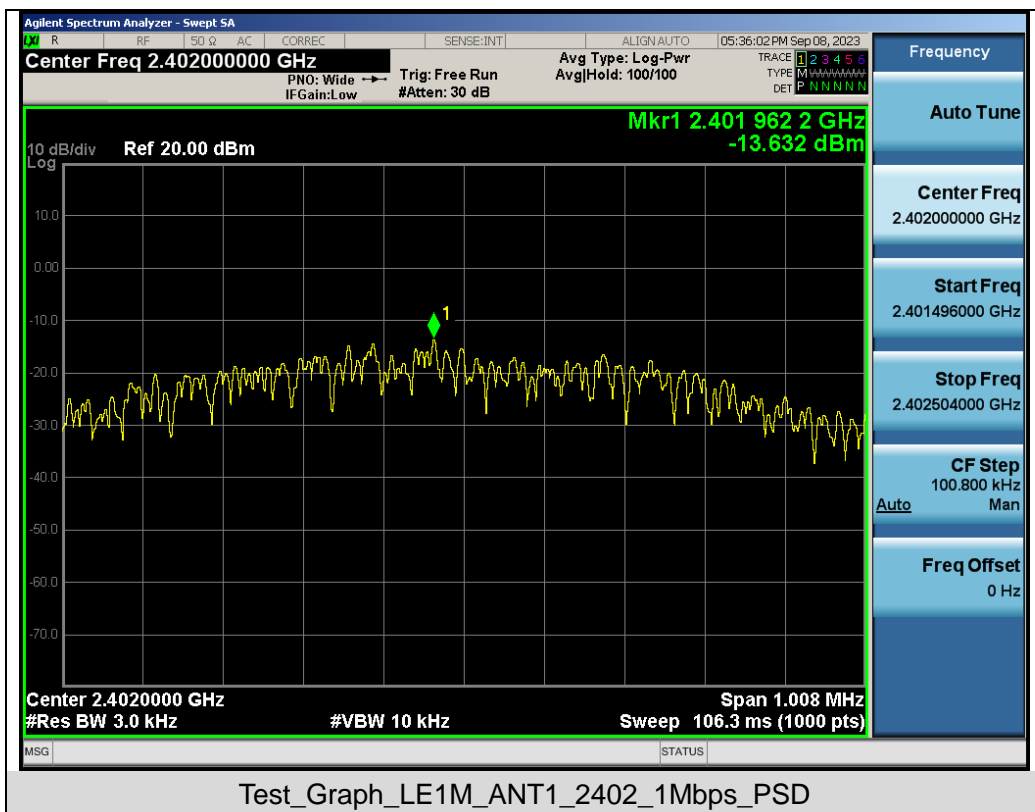 Agilent Spectrum Analyzer - Swept SA
LXI R RF 50 Ω AC CORREC SENSE:INT ALIGN AUTO 05:36:02 PM Sep 08, 2023
Center Freq 2.402000000 GHz Avg Type: Log-Pwr TRACE 1 2 3 4 5 6
PNO: Wide Trig: Free Run Avg|Hold: 100/100 TYPE M
IFGain:Low #Atten: 30 dB DET P N N N N N
Mkr1 2.401 962 2 GHz
-13.632 dBm
10 dB/div Ref 20.00 dBm
Log
10.0
0.00
-10.0
1
-20.0
-30.0
-40.0
-50.0
-60.0
-70.0
Center 2.4020000 GHz Span 1.008 MHz
#Res BW 3.0 kHz #VBW 10 kHz Sweep 106.3 ms (1000 pts)
MSG STATUS
Frequency
Auto Tune
Center Freq
2.402000000 GHz
Start Freq
2.401496000 GHz
Stop Freq
2.402504000 GHz
CF Step
100.800 kHz
Auto Man
Freq Offset
0 Hz
Test_Graph_LE1M_ANT1_2402_1Mbps_PSD